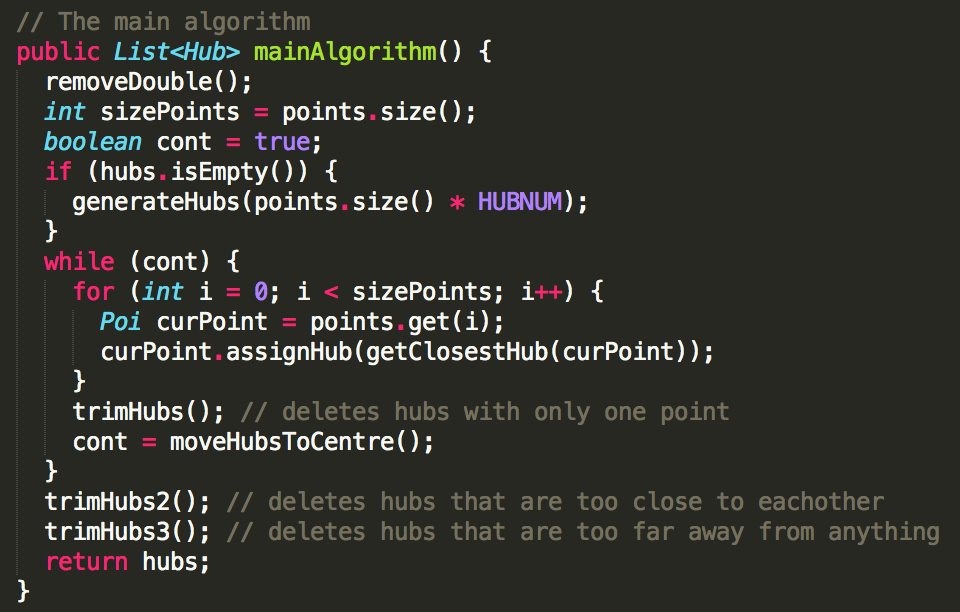 // The main algorithm
public List<Hub> mainAlgorithm() {
  removeDouble();
  int sizePoints = points.size();
  boolean cont = true;
  if (hubs.isEmpty()) {
    generateHubs(points.size() * HUBNUM);
  }
  while (cont) {
    for (int i = 0; i < sizePoints; i++) {
      Poi curPoint = points.get(i);
      curPoint.assignHub(getClosestHub(curPoint));
    }
    trimHubs(); // deletes hubs with only one point
    cont = moveHubsToCentre();
  }
  trimHubs2(); // deletes hubs that are too close to eachother
  trimHubs3(); // deletes hubs that are too far away from anything
  return hubs;
}